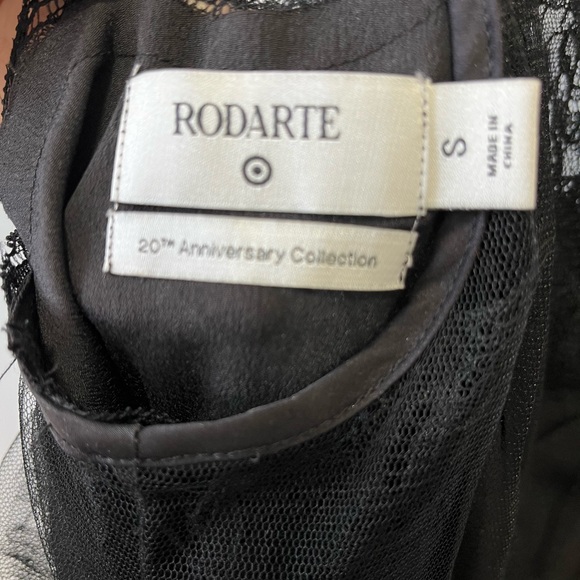 RODARTE
20TH Anniversary Collection
S
MADE IN
CHINA